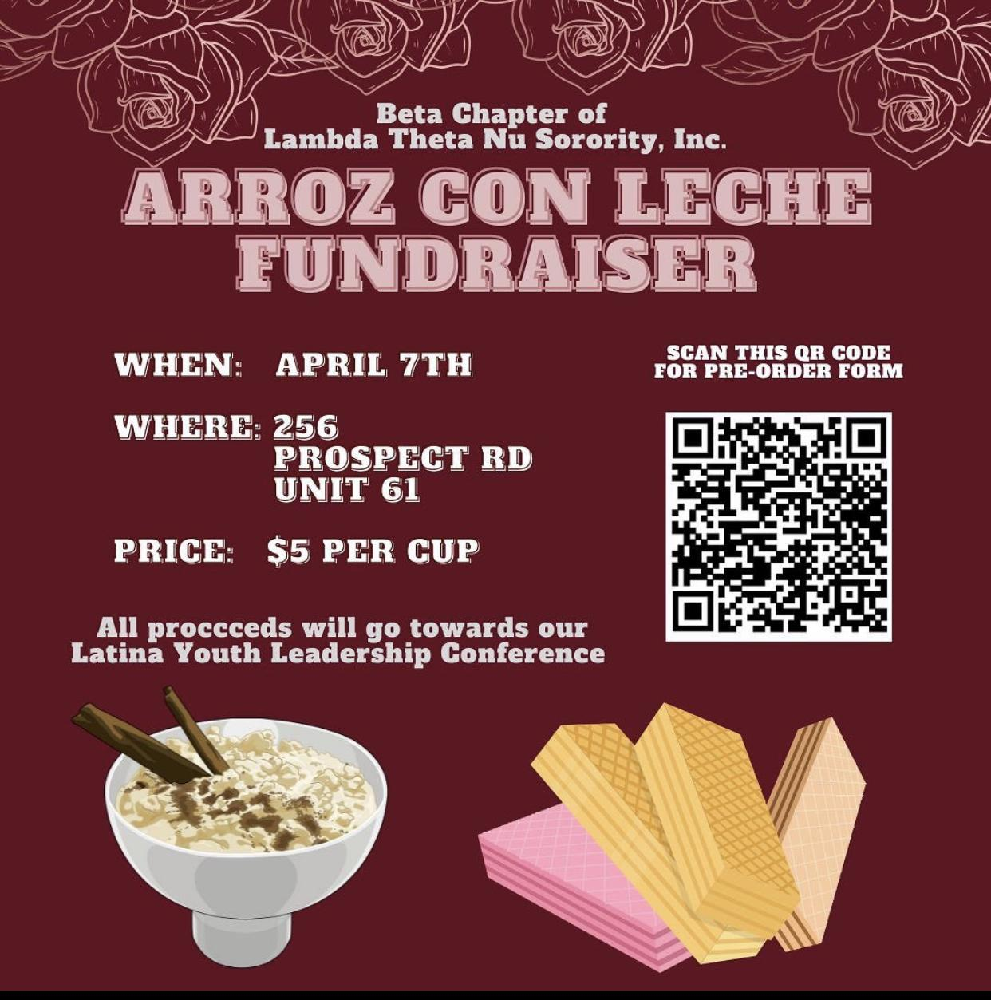 Beta Chapter of
Lambda Theta Nu Sorority, Inc.
ARROZ CON LECHE
FUNDRAISER
WHEN: APRIL 7TH
WHERE: 256
PROSPECT RD
UNIT 61
PRICE: $5 PER CUP
All proccceds will go towards our
Latina Youth Leadership Conference
SCAN THIS QR CODE
FOR PRE-ORDER FORM